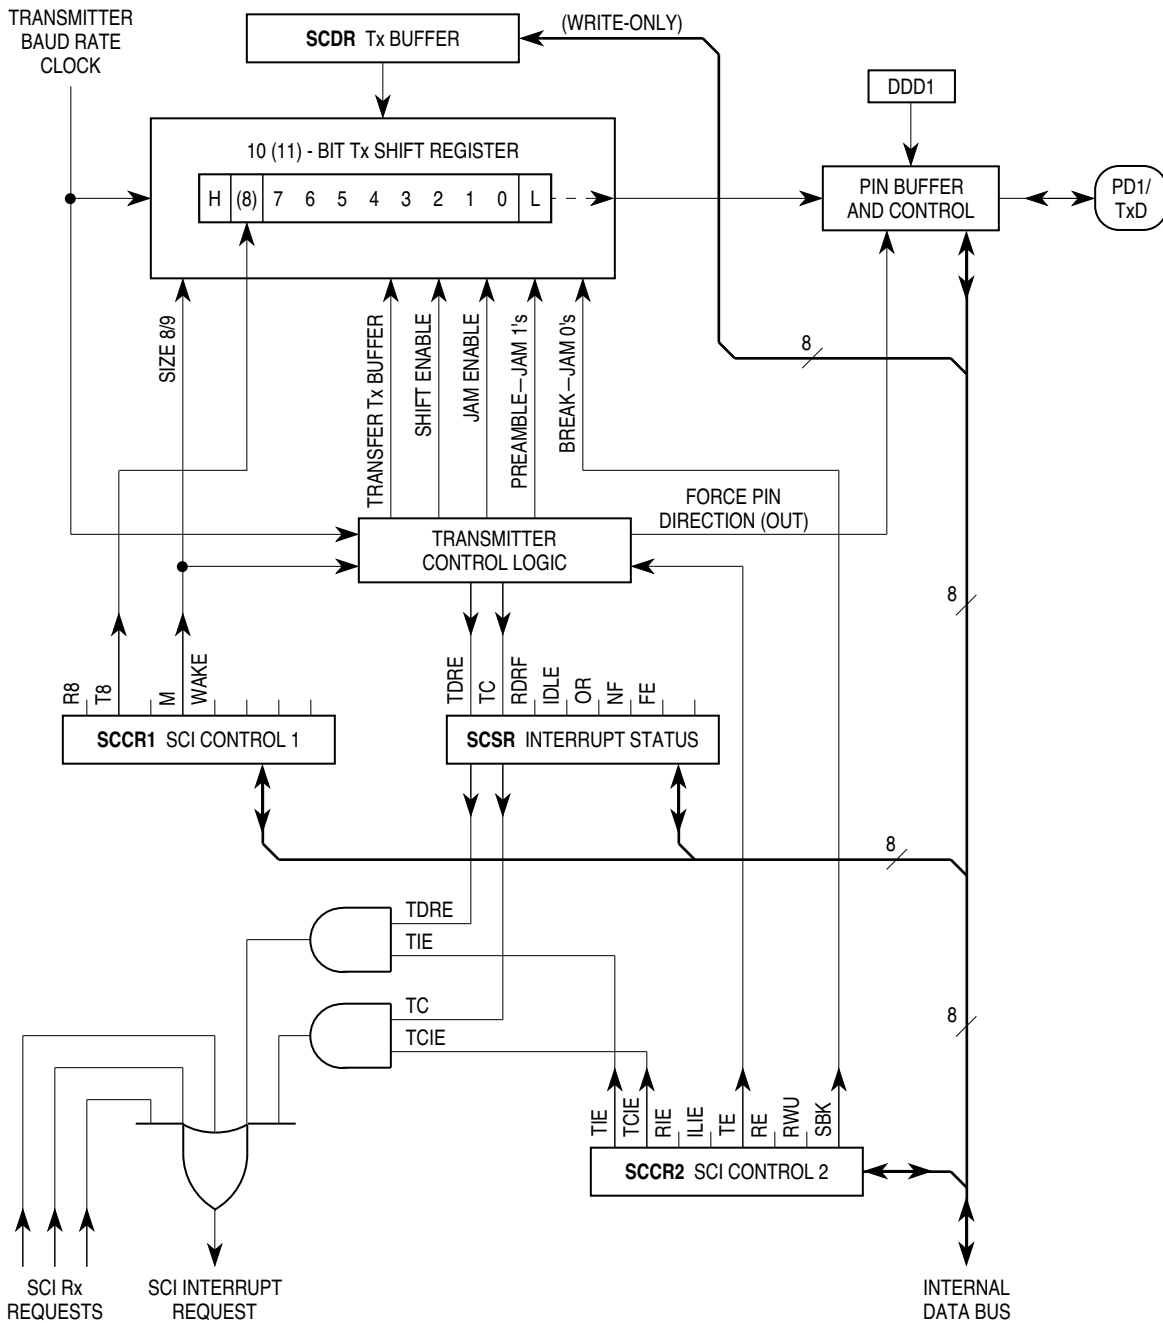 TRANSMITTER
BAUD RATE
CLOCK
SCDR Tx BUFFER
(WRITE-ONLY)
DDD1
10 (11) - BIT Tx SHIFT REGISTER
H (8) 7 6 5 4 3 2 1 0 L
PIN BUFFER
AND CONTROL
PD1/
TxD
SIZE 8/9
TRANSFER Tx BUFFER
SHIFT ENABLE
JAM ENABLE
PREAMBLE—JAM 1's
BREAK—JAM 0's
8
FORCE PIN
DIRECTION (OUT)
TRANSMITTER
CONTROL LOGIC
8
R8
T8
M
WAKE
TDRE
TC
RDRF
IDLE
OR
NF
FE
SCCR1 SCI CONTROL 1
SCSR INTERRUPT STATUS
8
TDRE
TIE
TC
TCIE
8
TIE
TCIE
RIE
ILIE
TE
RE
RWU
SBK
SCCR2 SCI CONTROL 2
SCI Rx
REQUESTS
SCI INTERRUPT
REQUEST
INTERNAL
DATA BUS